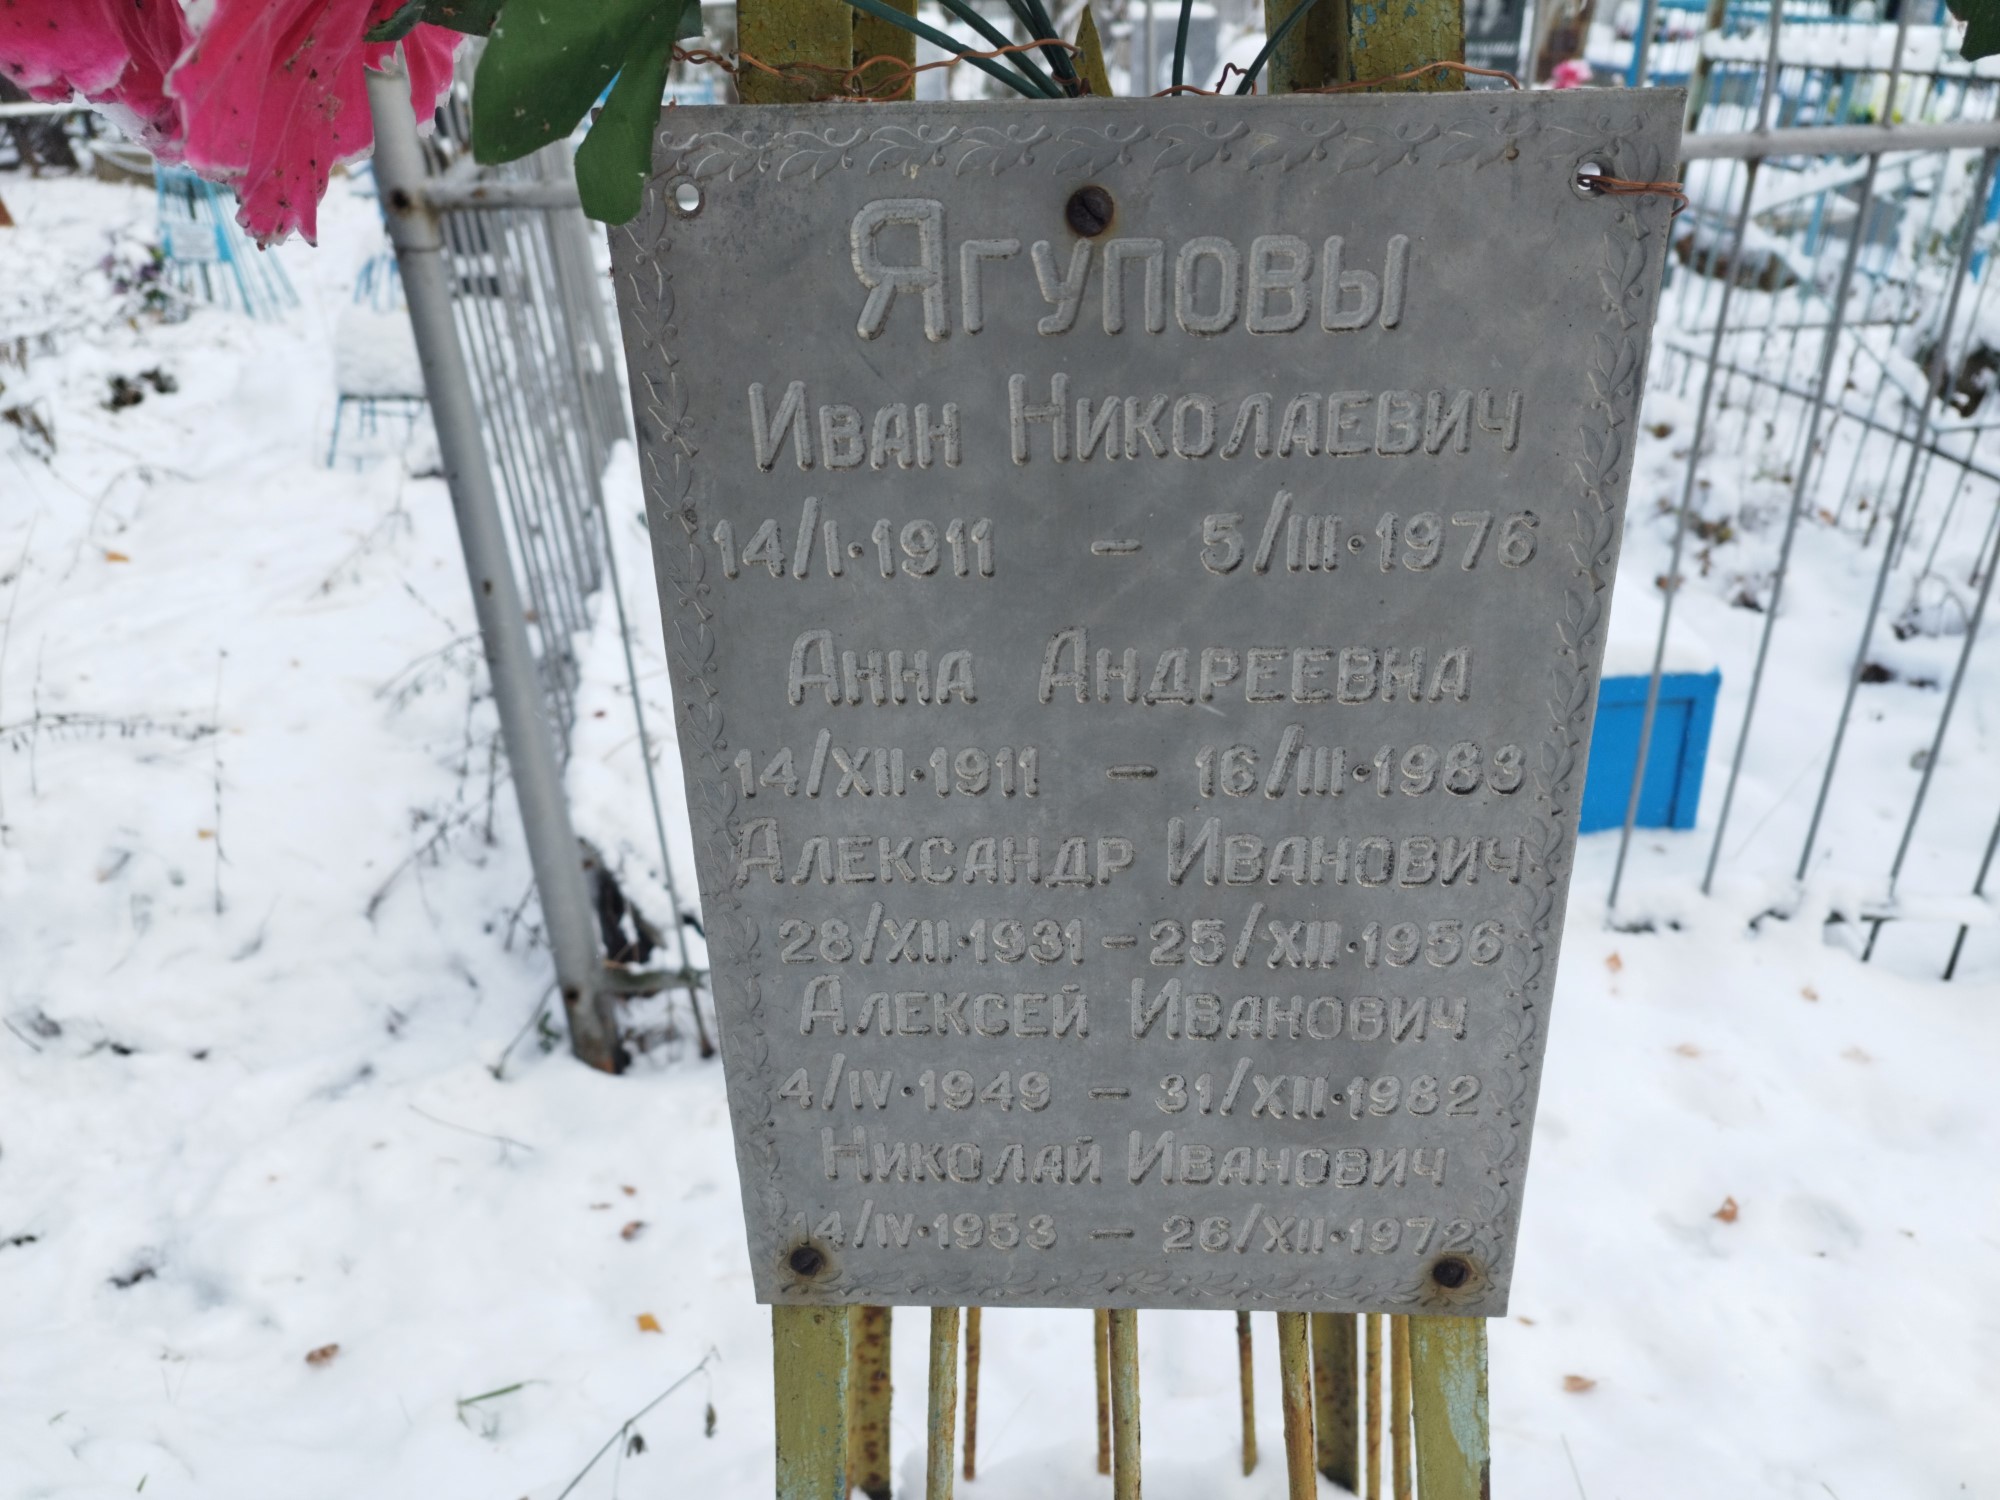 Ягуповы
Иван Николаевич
14/I·1911 – 5/III·1976
Анна Андреевна
14/XII·1911 – 16/III·1983
Александр Иванович
28/XII·1931 – 25/XII·1956
Алексей Иванович
4/IV·1949 – 31/XII·1982
Николай Иванович
14/IV·1953 – 26/XII·1972